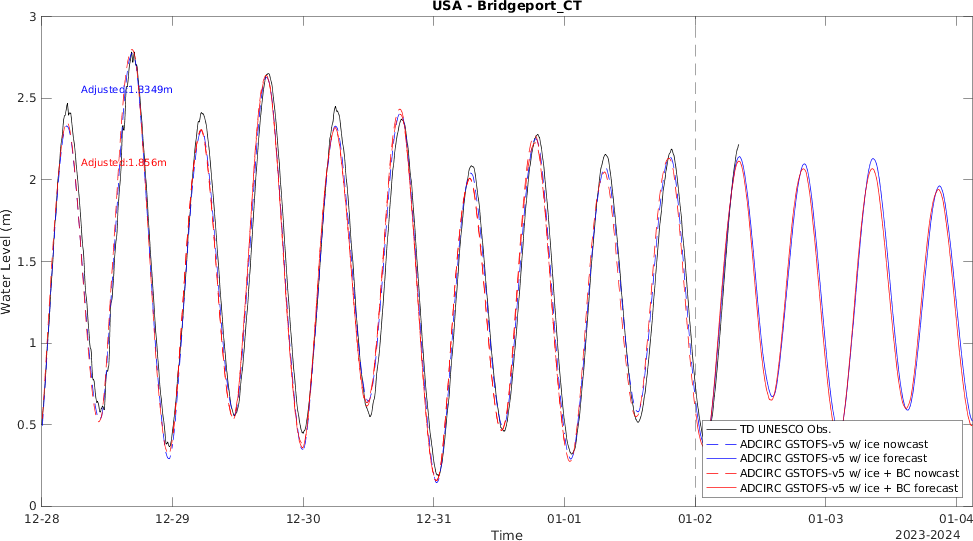 USA - Bridgeport_CT
3
2.5
2
1.5
1
0.5
0
Water Level (m)
Adjusted:1.8349m
Adjusted:1.856m
TD UNESCO Obs.
ADCIRC GSTOFS-v5 w/ ice nowcast
ADCIRC GSTOFS-v5 w/ ice forecast
ADCIRC GSTOFS-v5 w/ ice + BC nowcast
ADCIRC GSTOFS-v5 w/ ice + BC forecast
12-28 12-29 12-30 12-31 01-01 01-02 01-03 01-04
Time
2023-2024